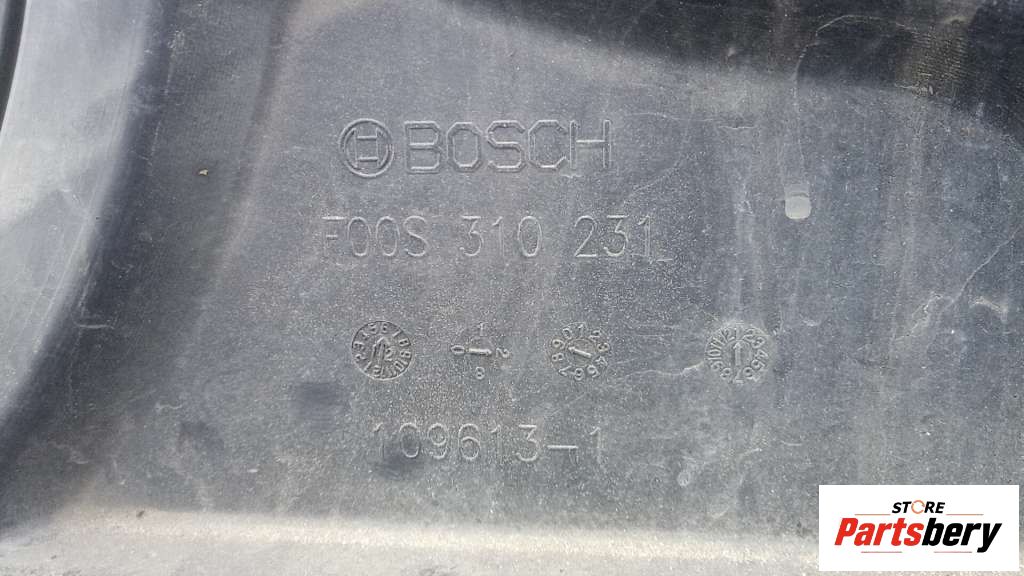 BOSCH
F00S 310 231
109613-1
STORE
Partsbery